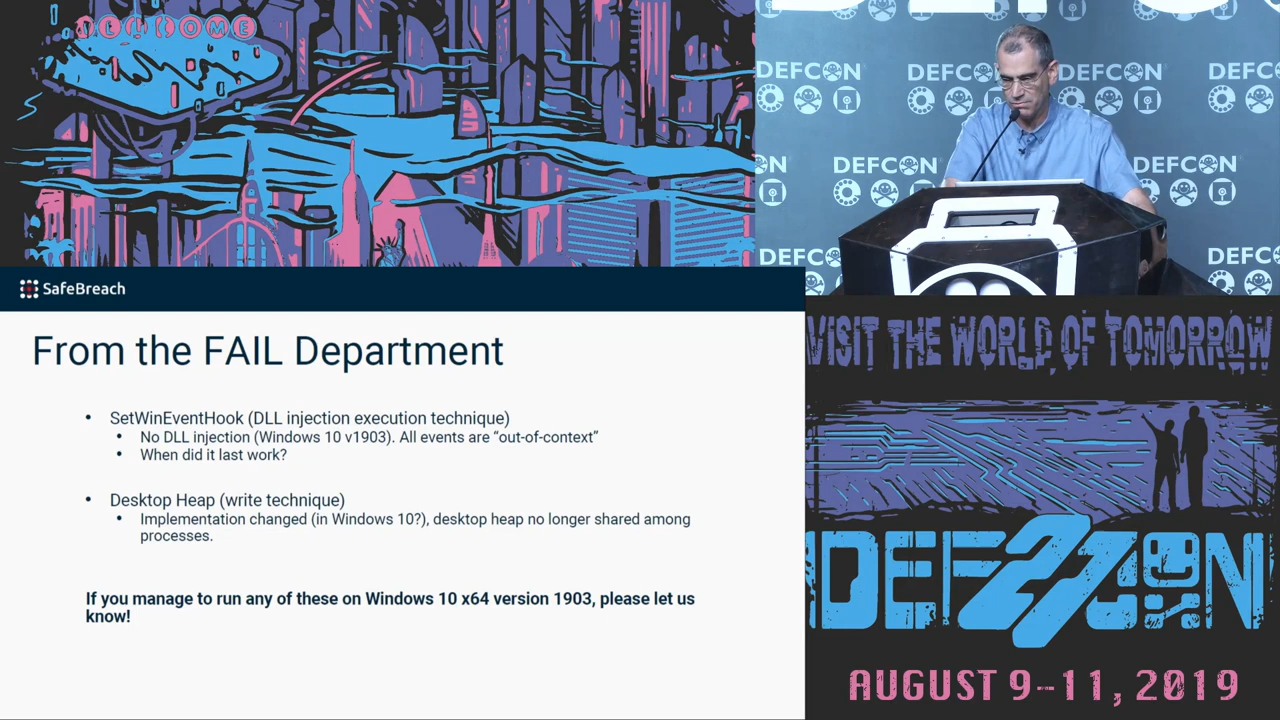 WELCOME
DEFCON DEFCON DEFCON DEFCON
DEFCON DEFCON
DEFCON DEFCON
SafeBreach
From the FAIL Department
• SetWinEventHook (DLL injection execution technique)
• No DLL injection (Windows 10 v1903). All events are “out-of-context”
• When did it last work?
• Desktop Heap (write technique)
• Implementation changed (in Windows 10?), desktop heap no longer shared among
processes.
If you manage to run any of these on Windows 10 x64 version 1903, please let us
know!
VISIT THE WORLD OF TOMORROW
DEF 27 CON
AUGUST 9-11, 2019